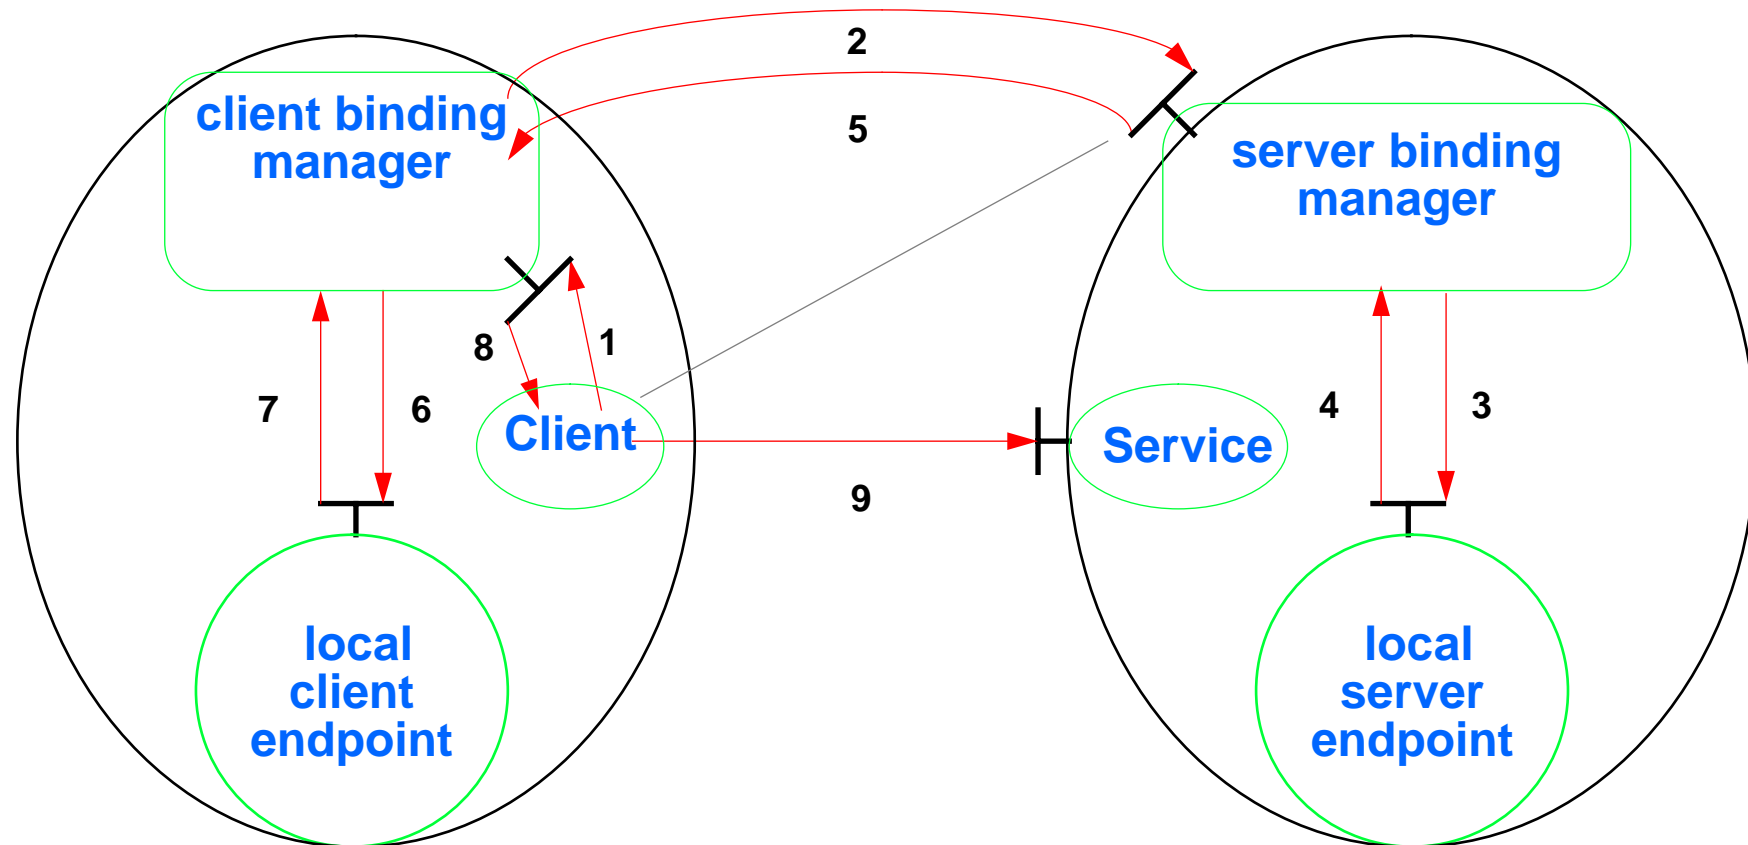 2
client binding
manager
5
server binding
manager
8
1
7
6
Client
4
3
Service
9
local
client
endpoint
local
server
endpoint